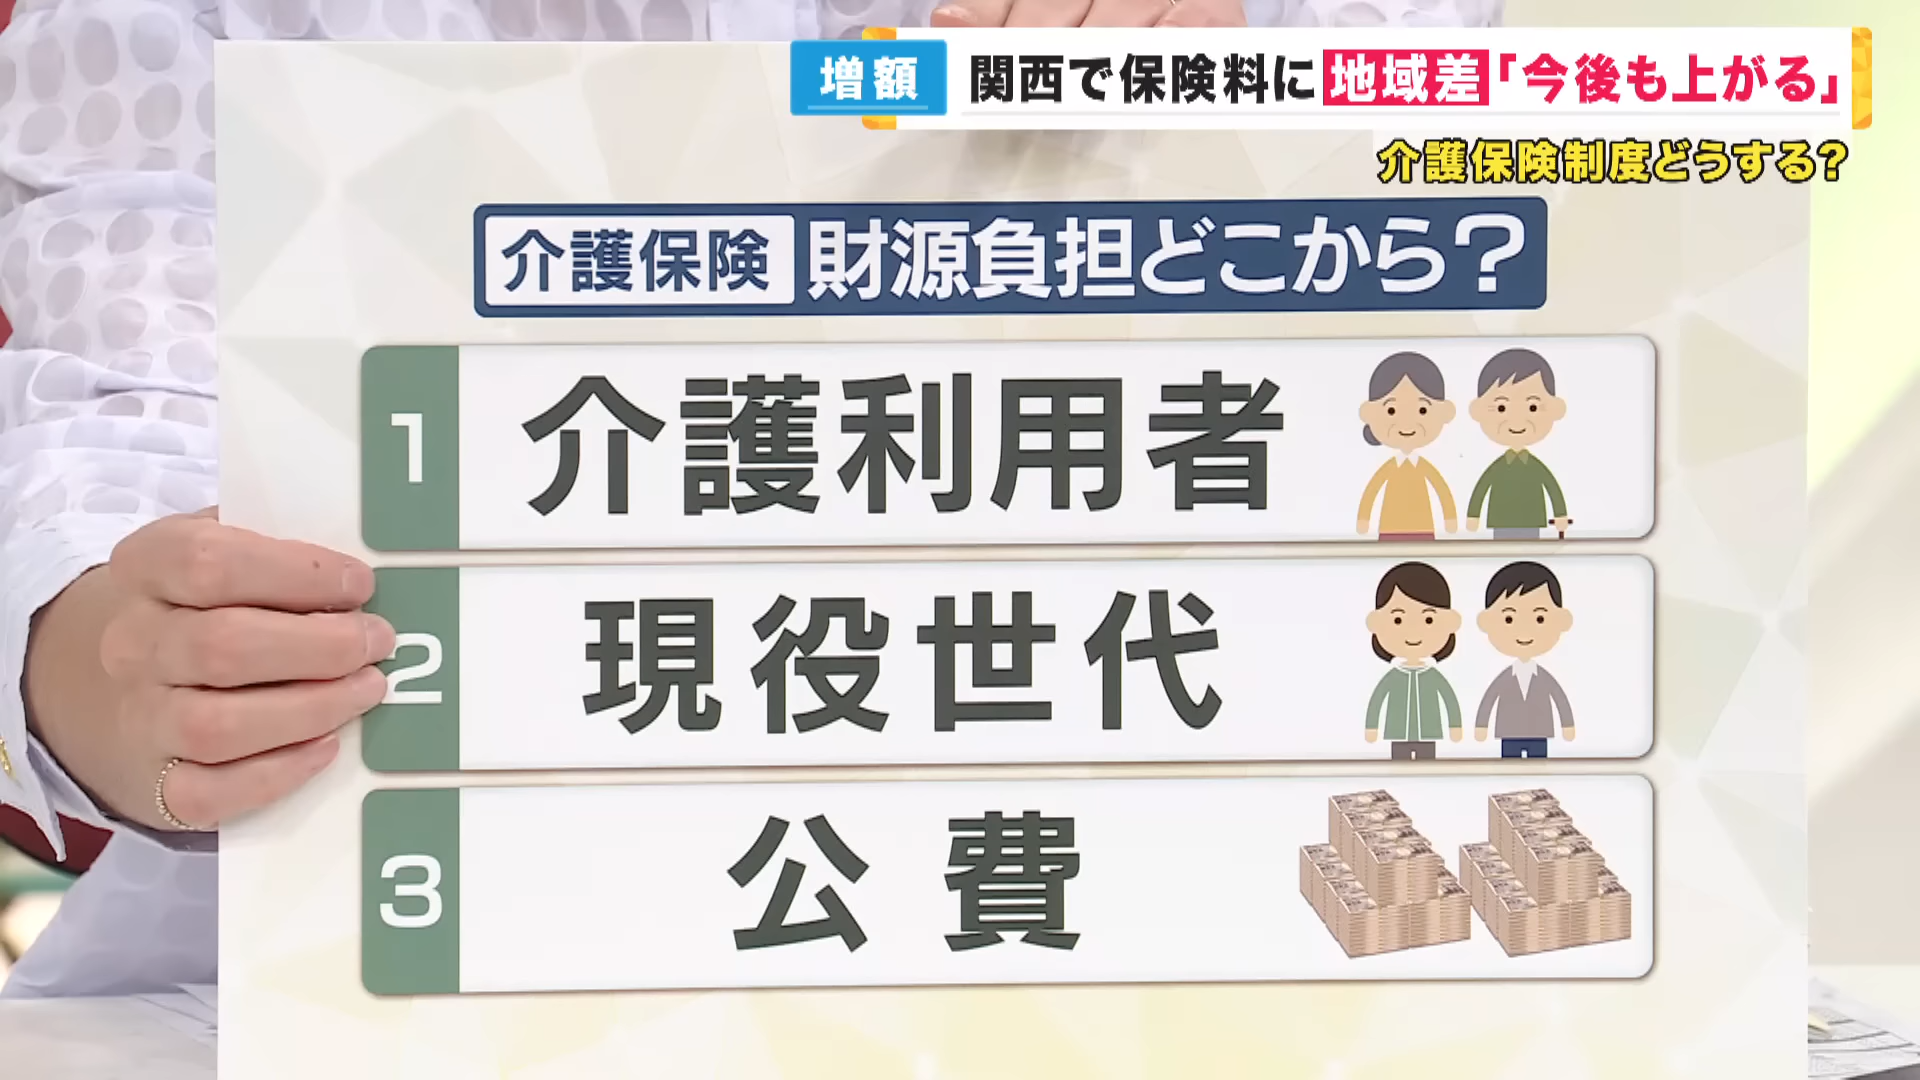 増額 関西で保険料に地域差「今後も上がる」
介護保険制度どうする?
介護保険 財源負担どこから?
1 介護利用者
2 現役世代
3 公費